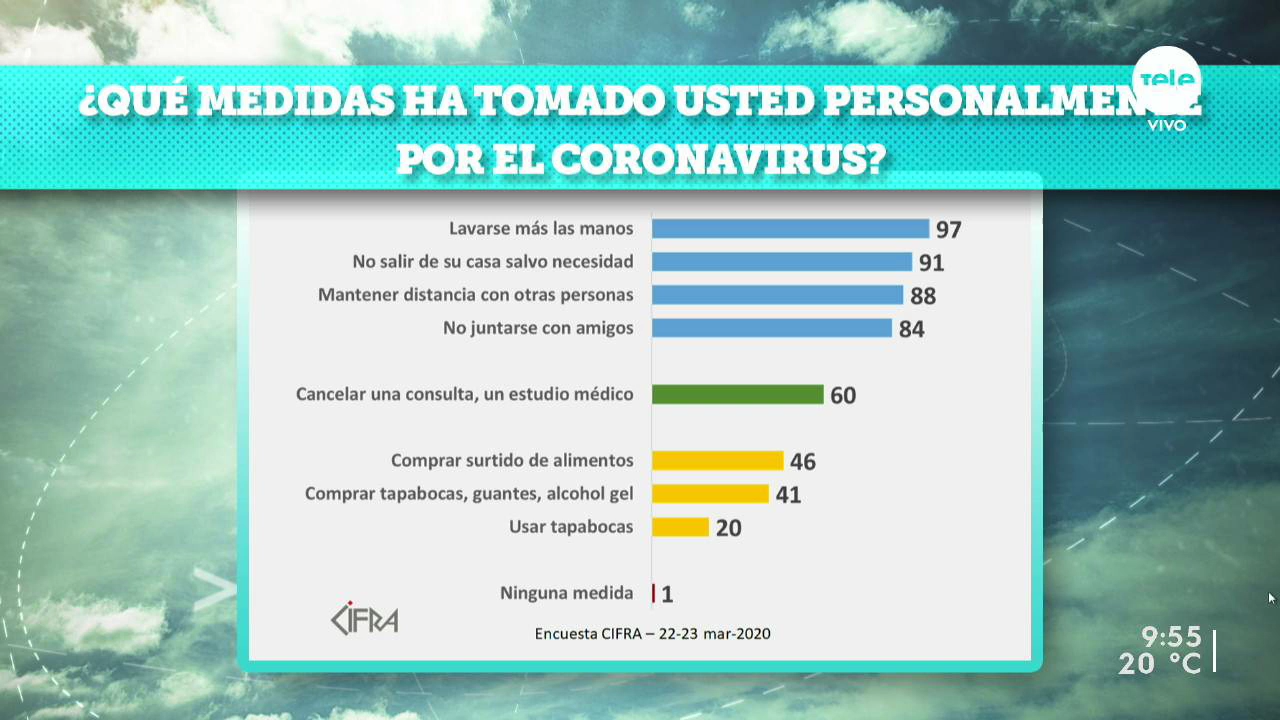 ¿QUÉ MEDIDAS HA TOMADO USTED PERSONALMENTE
POR EL CORONAVIRUS?
Tele
VIVO
Lavarse más las manos 97
No salir de su casa salvo necesidad 91
Mantener distancia con otras personas 88
No juntarse con amigos 84
Cancelar una consulta, un estudio médico 60
Comprar surtido de alimentos 46
Comprar tapabocas, guantes, alcohol gel 41
Usar tapabocas 20
Ninguna medida 1
CIFRA
Encuesta CIFRA – 22-23 mar-2020
9:55
20 °C